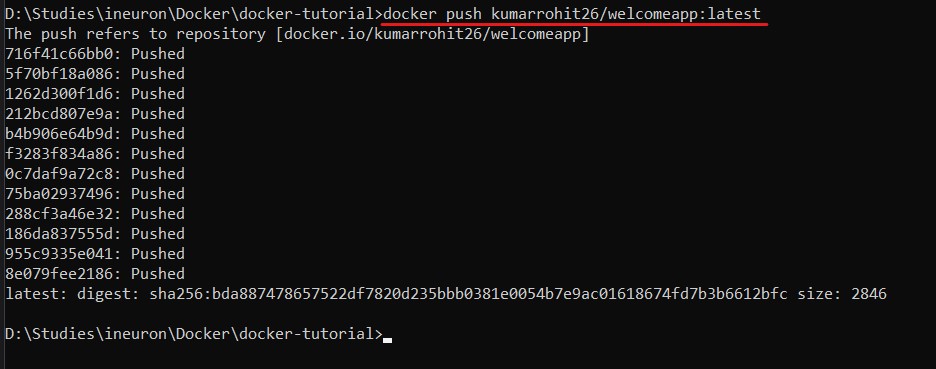 D:\Studies\ineuron\Docker\docker-tutorial>docker push kumarrohit26/welcomeapp:latest
The push refers to repository [docker.io/kumarrohit26/welcomeapp]
716f41c66bb0: Pushed
5f70bf18a086: Pushed
1262d300f1d6: Pushed
212bcd807e9a: Pushed
b4b906e64b9d: Pushed
f3283f834a86: Pushed
0c7daf9a72c8: Pushed
75ba02937496: Pushed
288cf3a46e32: Pushed
186da837555d: Pushed
955c9335e041: Pushed
8e079fee2186: Pushed
latest: digest: sha256:bda887478657522df7820d235bbb0381e0054b7e9ac01618674fd7b3b6612bfc size: 2846
D:\Studies\ineuron\Docker\docker-tutorial>